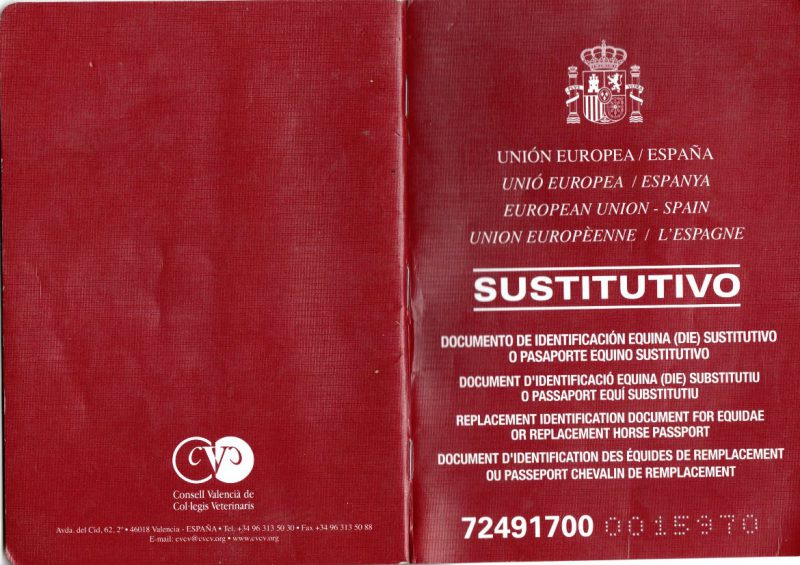 UNIÓN EUROPEA / ESPAÑA
UNIÓ EUROPEA / ESPANYA
EUROPEAN UNION - SPAIN
UNION EUROPÈENNE / L'ESPAGNE
SUSTITUTIVO
DOCUMENTO DE IDENTIFICACIÓN EQUINA (DIE) SUSTITUTIVO
O PASAPORTE EQUINO SUSTITUTIVO
DOCUMENT D'IDENTIFICACIÓ EQUINA (DIE) SUBSTITUTIU
O PASSAPORT EQUÍ SUBSTITUTIU
REPLACEMENT IDENTIFICATION DOCUMENT FOR EQUIDAE
OR REPLACEMENT HORSE PASSPORT
DOCUMENT D'IDENTIFICATION DES ÉQUIDES DE REMPLACEMENT
OU PASSEPORT CHEVALIN DE REMPLACEMENT
72491700 0015970
CVV
Consell Valencià de
Col·legis Veterinaris
Avda. del Cid, 62, 2º • 46018 Valencia - ESPAÑA • Tel. +34 96 313 50 30 • Fax +34 96 313 50 88
E-mail: cvcv@cvcv.org • www.cvcv.org